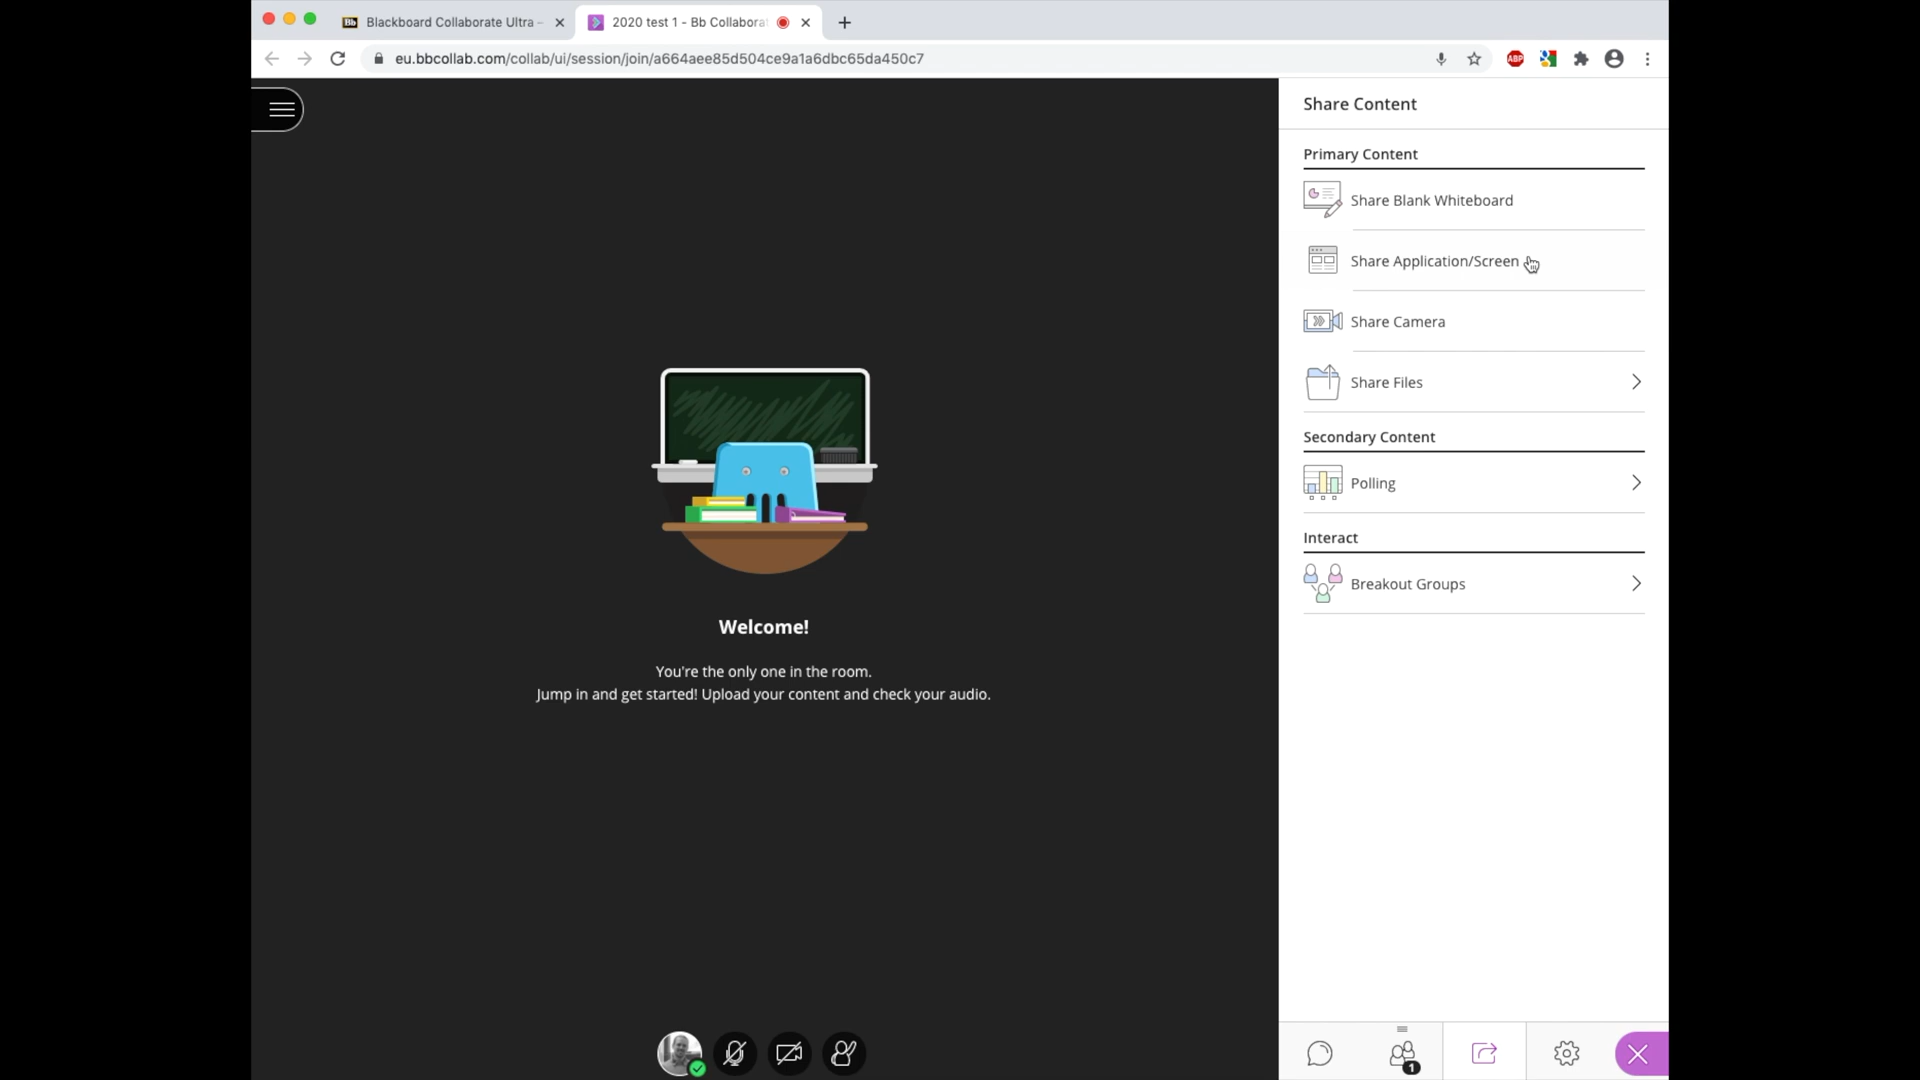 Bb Blackboard Collaborate Ultra –
2020 test 1 - Bb Collabora
eu.bbcollab.com/collab/ui/session/join/a664aee85d504ce9a1a6dbc65da450c7
ABP
Share Content
Primary Content
Share Blank Whiteboard
Share Application/Screen
Share Camera
Share Files
Secondary Content
Polling
Interact
Breakout Groups
Welcome!
You're the only one in the room.
Jump in and get started! Upload your content and check your audio.
1